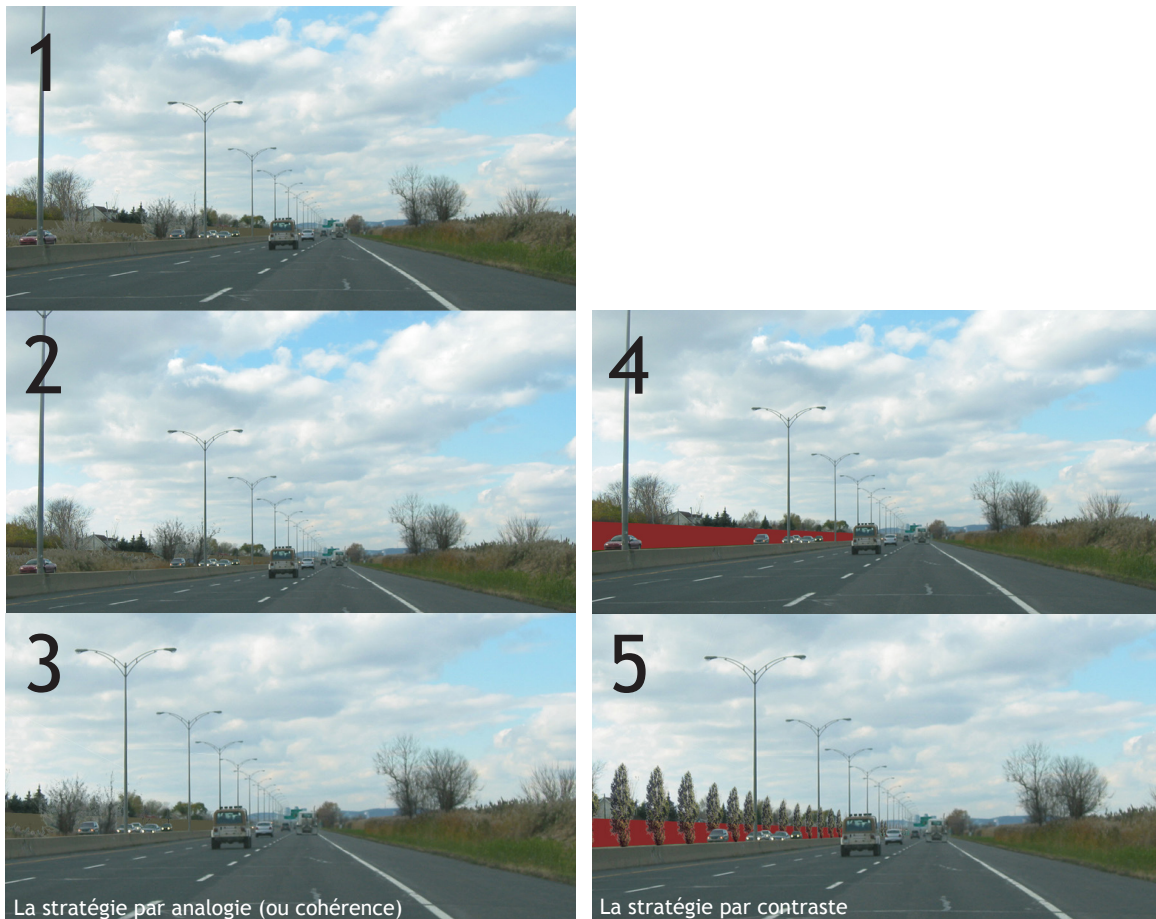 1
2
4
3
La stratégie par analogie (ou cohérence)
5
La stratégie par contraste